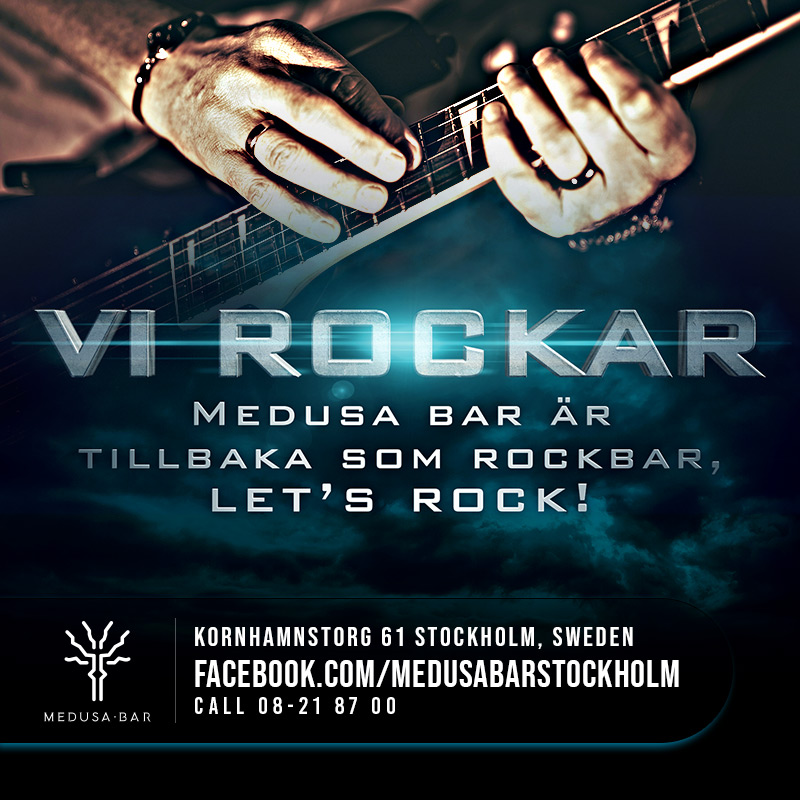 VI ROCKAR
MEDUSA BAR ÄR
TILLBAKA SOM ROCKBAR,
LET'S ROCK!
KORNHAMNSTORG 61 STOCKHOLM, SWEDEN
FACEBOOK.COM/MEDUSABARSTOCKHOLM
CALL 08-21 87 00
MEDUSA·BAR